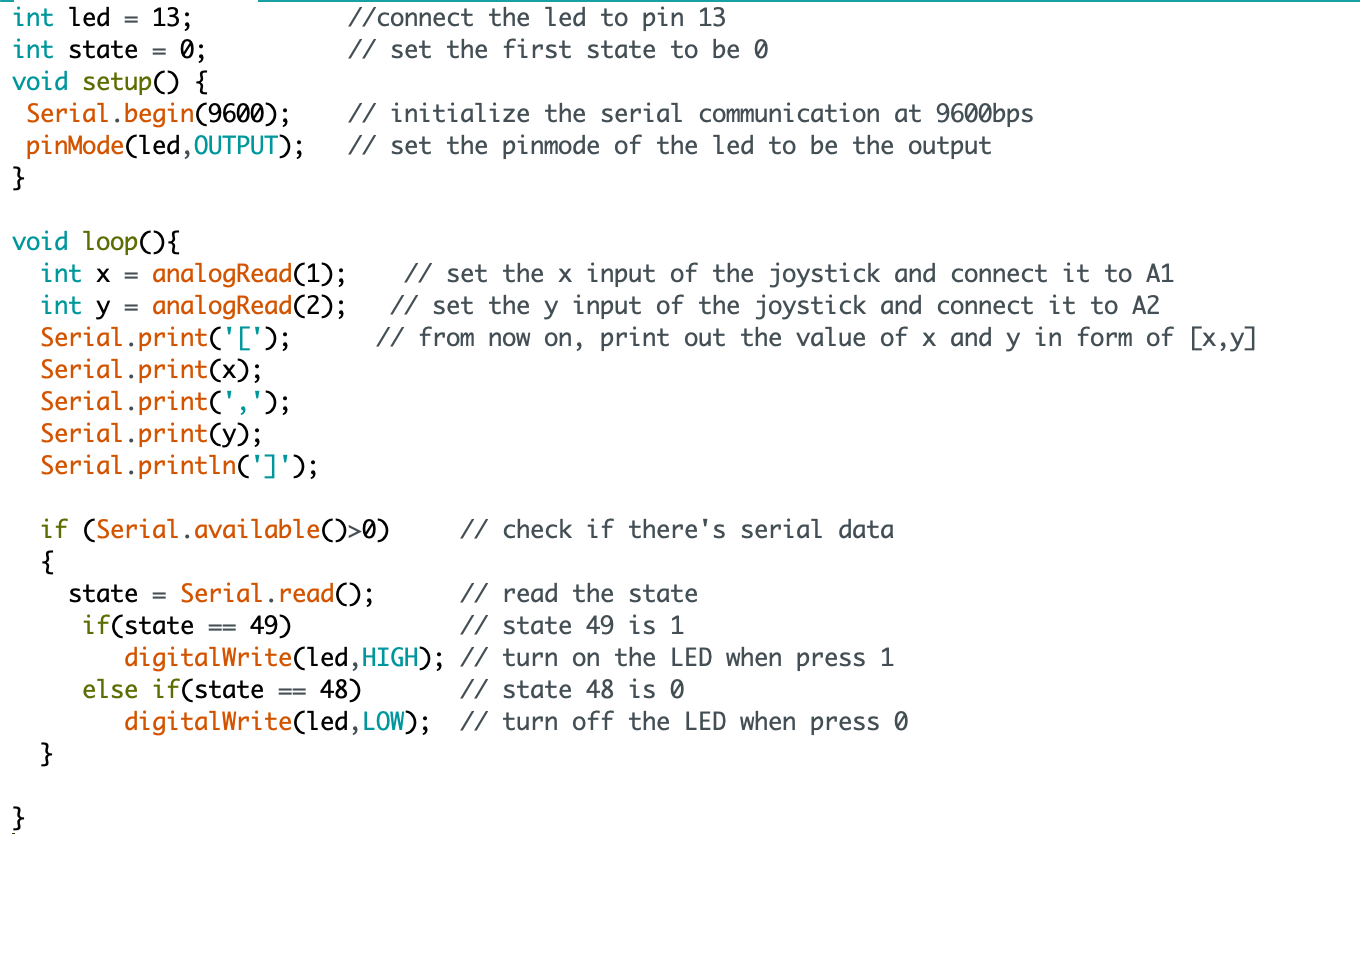 int led = 13;           //connect the led to pin 13
int state = 0;          // set the first state to be 0
void setup() {
 Serial.begin(9600);    // initialize the serial communication at 9600bps
 pinMode(led,OUTPUT);   // set the pinmode of the led to be the output
}

void loop(){
  int x = analogRead(1);    // set the x input of the joystick and connect it to A1
  int y = analogRead(2);   // set the y input of the joystick and connect it to A2
  Serial.print('[');      // from now on, print out the value of x and y in form of [x,y]
  Serial.print(x);
  Serial.print(',');
  Serial.print(y);
  Serial.println(']');

  if (Serial.available()>0)     // check if there's serial data
  {
    state = Serial.read();      // read the state
     if(state == 49)            // state 49 is 1
        digitalWrite(led,HIGH); // turn on the LED when press 1
     else if(state == 48)       // state 48 is 0
        digitalWrite(led,LOW);  // turn off the LED when press 0
  }

}